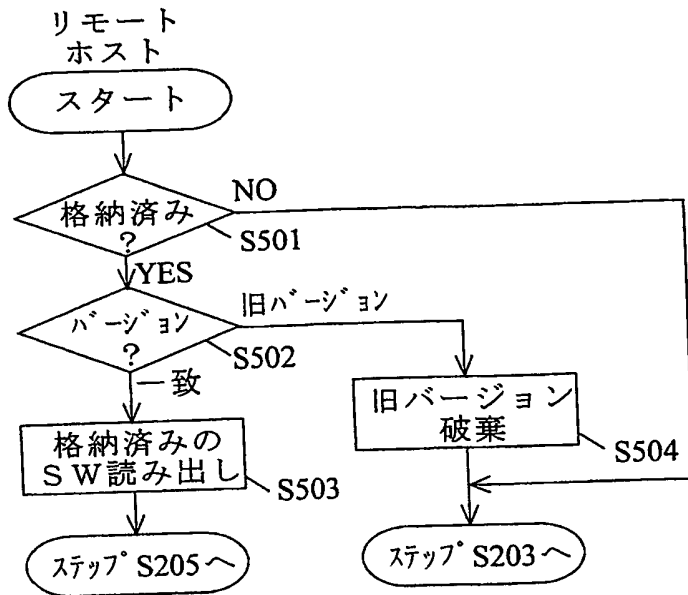 リモート
ホスト
スタート
格納済み
?
NO
S501
YES
バージョン
?
旧バージョン
S502
一致
旧バージョン
破棄
S504
格納済みの
SW読み出し
S503
ステップS205へ
ステップS203へ